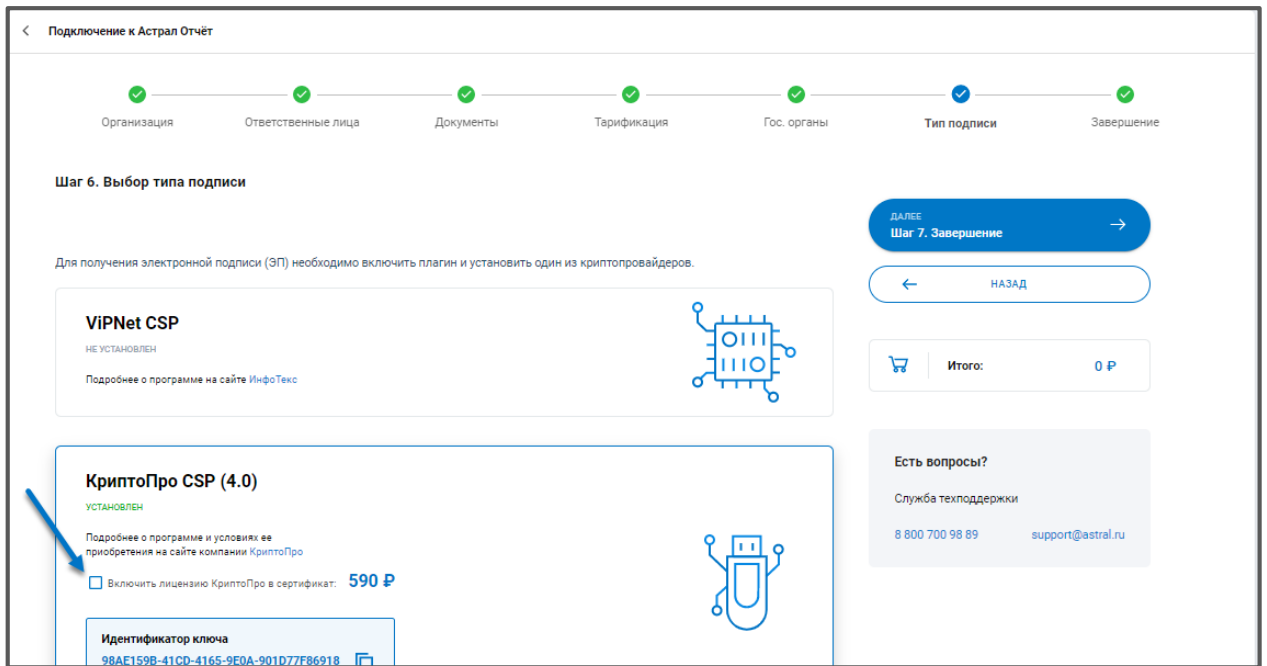 Подключение к Астрал Отчёт
Организация
Ответственные лица
Документы
Тарификация
Гос. органы
Тип подписи
Завершение
Шаг 6. Выбор типа подписи
ДАЛЕЕ
Шаг 7. Завершение
Для получения электронной подписи (ЭП) необходимо включить плагин и установить один из криптопровайдеров.
НАЗАД
ViPNet CSP
НЕ УСТАНОВЛЕН
Подробнее о программе на сайте ИнфоТекс
Итого:
0 ₽
КриптоПро CSP (4.0)
УСТАНОВЛЕН
Подробнее о программе и условиях ее
приобретения на сайте компании КриптоПро
Включить лицензию КриптоПро в сертификат: 590 ₽
Идентификатор ключа
98AE159B-41CD-4165-9E0A-901D77F86918
Есть вопросы?
Служба техподдержки
8 800 700 98 89
support@astral.ru